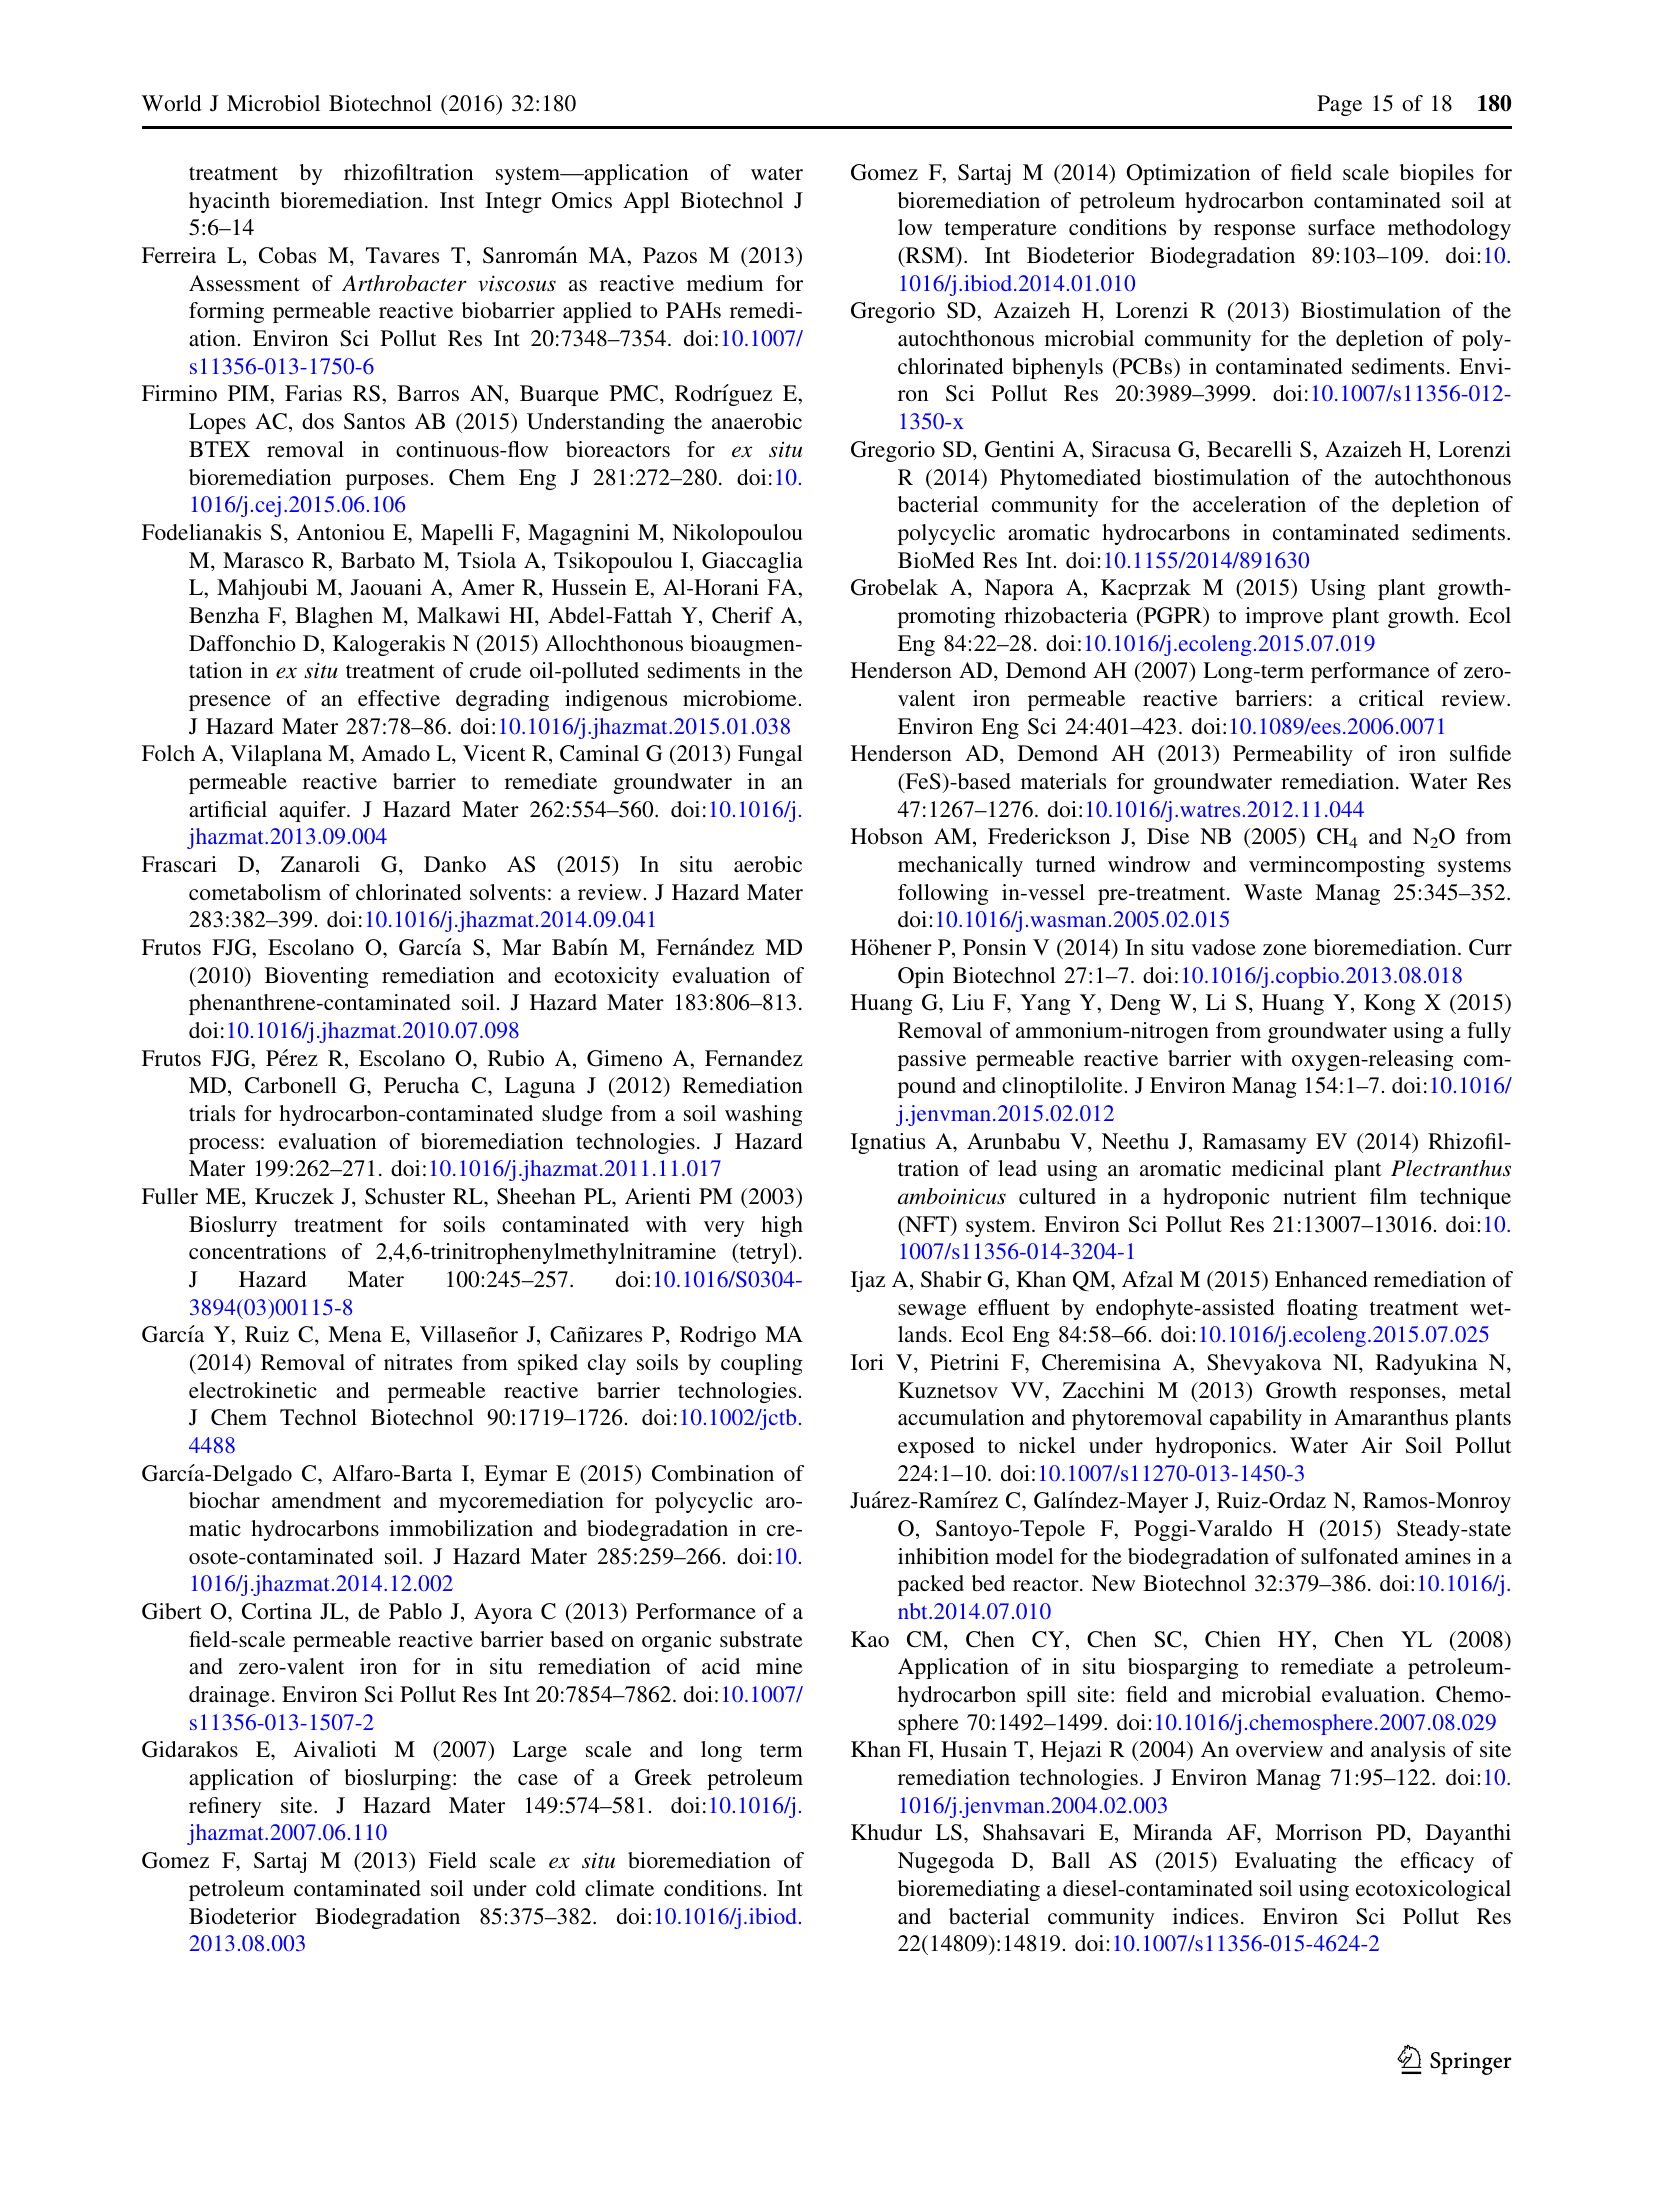 World J Microbiol Biotechnol (2016) 32:180
Page 15 of 18 180
treatment by rhizofiltration system—application of water
hyacinth bioremediation. Inst Integr Omics Appl Biotechnol J
5:6–14
Ferreira L, Cobas M, Tavares T, Sanromán MA, Pazos M (2013)
Assessment of Arthrobacter viscosus as reactive medium for
forming permeable reactive biobarrier applied to PAHs remedi-
ation. Environ Sci Pollut Res Int 20:7348–7354. doi:10.1007/
s11356-013-1750-6
Firmino PIM, Farias RS, Barros AN, Buarque PMC, Rodríguez E,
Lopes AC, dos Santos AB (2015) Understanding the anaerobic
BTEX removal in continuous-flow bioreactors for ex situ
bioremediation purposes. Chem Eng J 281:272–280. doi:10.
1016/j.cej.2015.06.106
Fodelianakis S, Antoniou E, Mapelli F, Magagnini M, Nikolopoulou
M, Marasco R, Barbato M, Tsiola A, Tsikopoulou I, Giaccaglia
L, Mahjoubi M, Jaouani A, Amer R, Hussein E, Al-Horani FA,
Benzha F, Blaghen M, Malkawi HI, Abdel-Fattah Y, Cherif A,
Daffonchio D, Kalogerakis N (2015) Allochthonous bioaugmen-
tation in ex situ treatment of crude oil-polluted sediments in the
presence of an effective degrading indigenous microbiome.
J Hazard Mater 287:78–86. doi:10.1016/j.jhazmat.2015.01.038
Folch A, Vilaplana M, Amado L, Vicent R, Caminal G (2013) Fungal
permeable reactive barrier to remediate groundwater in an
artificial aquifer. J Hazard Mater 262:554–560. doi:10.1016/j.
jhazmat.2013.09.004
Frascari D, Zanaroli G, Danko AS (2015) In situ aerobic
cometabolism of chlorinated solvents: a review. J Hazard Mater
283:382–399. doi:10.1016/j.jhazmat.2014.09.041
Frutos FJG, Escolano O, García S, Mar Babín M, Fernández MD
(2010) Bioventing remediation and ecotoxicity evaluation of
phenanthrene-contaminated soil. J Hazard Mater 183:806–813.
doi:10.1016/j.jhazmat.2010.07.098
Frutos FJG, Pérez R, Escolano O, Rubio A, Gimeno A, Fernandez
MD, Carbonell G, Perucha C, Laguna J (2012) Remediation
trials for hydrocarbon-contaminated sludge from a soil washing
process: evaluation of bioremediation technologies. J Hazard
Mater 199:262–271. doi:10.1016/j.jhazmat.2011.11.017
Fuller ME, Kruczek J, Schuster RL, Sheehan PL, Arienti PM (2003)
Bioslurry treatment for soils contaminated with very high
concentrations of 2,4,6-trinitrophenylmethylnitramine (tetryl).
J Hazard Mater 100:245–257. doi:10.1016/S0304-
3894(03)00115-8
García Y, Ruiz C, Mena E, Villaseñor J, Cañizares P, Rodrigo MA
(2014) Removal of nitrates from spiked clay soils by coupling
electrokinetic and permeable reactive barrier technologies.
J Chem Technol Biotechnol 90:1719–1726. doi:10.1002/jctb.
4488
García-Delgado C, Alfaro-Barta I, Eymar E (2015) Combination of
biochar amendment and mycoremediation for polycyclic aro-
matic hydrocarbons immobilization and biodegradation in cre-
osote-contaminated soil. J Hazard Mater 285:259–266. doi:10.
1016/j.jhazmat.2014.12.002
Gibert O, Cortina JL, de Pablo J, Ayora C (2013) Performance of a
field-scale permeable reactive barrier based on organic substrate
and zero-valent iron for in situ remediation of acid mine
drainage. Environ Sci Pollut Res Int 20:7854–7862. doi:10.1007/
s11356-013-1507-2
Gidarakos E, Aivalioti M (2007) Large scale and long term
application of bioslurping: the case of a Greek petroleum
refinery site. J Hazard Mater 149:574–581. doi:10.1016/j.
jhazmat.2007.06.110
Gomez F, Sartaj M (2013) Field scale ex situ bioremediation of
petroleum contaminated soil under cold climate conditions. Int
Biodeterior Biodegradation 85:375–382. doi:10.1016/j.ibiod.
2013.08.003
Gomez F, Sartaj M (2014) Optimization of field scale biopiles for
bioremediation of petroleum hydrocarbon contaminated soil at
low temperature conditions by response surface methodology
(RSM). Int Biodeterior Biodegradation 89:103–109. doi:10.
1016/j.ibiod.2014.01.010
Gregorio SD, Azaizeh H, Lorenzi R (2013) Biostimulation of the
autochthonous microbial community for the depletion of poly-
chlorinated biphenyls (PCBs) in contaminated sediments. Envi-
ron Sci Pollut Res 20:3989–3999. doi:10.1007/s11356-012-
1350-x
Gregorio SD, Gentini A, Siracusa G, Becarelli S, Azaizeh H, Lorenzi
R (2014) Phytomediated biostimulation of the autochthonous
bacterial community for the acceleration of the depletion of
polycyclic aromatic hydrocarbons in contaminated sediments.
BioMed Res Int. doi:10.1155/2014/891630
Grobelak A, Napora A, Kacprzak M (2015) Using plant growth-
promoting rhizobacteria (PGPR) to improve plant growth. Ecol
Eng 84:22–28. doi:10.1016/j.ecoleng.2015.07.019
Henderson AD, Demond AH (2007) Long-term performance of zero-
valent iron permeable reactive barriers: a critical review.
Environ Eng Sci 24:401–423. doi:10.1089/ees.2006.0071
Henderson AD, Demond AH (2013) Permeability of iron sulfide
(FeS)-based materials for groundwater remediation. Water Res
47:1267–1276. doi:10.1016/j.watres.2012.11.044
Hobson AM, Frederickson J, Dise NB (2005) CH₄ and N₂O from
mechanically turned windrow and vermincomposting systems
following in-vessel pre-treatment. Waste Manag 25:345–352.
doi:10.1016/j.wasman.2005.02.015
Höhener P, Ponsin V (2014) In situ vadose zone bioremediation. Curr
Opin Biotechnol 27:1–7. doi:10.1016/j.copbio.2013.08.018
Huang G, Liu F, Yang Y, Deng W, Li S, Huang Y, Kong X (2015)
Removal of ammonium-nitrogen from groundwater using a fully
passive permeable reactive barrier with oxygen-releasing com-
pound and clinoptilolite. J Environ Manag 154:1–7. doi:10.1016/
j.jenvman.2015.02.012
Ignatius A, Arunbabu V, Neethu J, Ramasamy EV (2014) Rhizofil-
tration of lead using an aromatic medicinal plant Plectranthus
amboinicus cultured in a hydroponic nutrient film technique
(NFT) system. Environ Sci Pollut Res 21:13007–13016. doi:10.
1007/s11356-014-3204-1
Ijaz A, Shabir G, Khan QM, Afzal M (2015) Enhanced remediation of
sewage effluent by endophyte-assisted floating treatment wet-
lands. Ecol Eng 84:58–66. doi:10.1016/j.ecoleng.2015.07.025
Iori V, Pietrini F, Cheremisina A, Shevyakova NI, Radyukina N,
Kuznetsov VV, Zacchini M (2013) Growth responses, metal
accumulation and phytoremoval capability in Amaranthus plants
exposed to nickel under hydroponics. Water Air Soil Pollut
224:1–10. doi:10.1007/s11270-013-1450-3
Juárez-Ramírez C, Galíndez-Mayer J, Ruiz-Ordaz N, Ramos-Monroy
O, Santoyo-Tepole F, Poggi-Varaldo H (2015) Steady-state
inhibition model for the biodegradation of sulfonated amines in a
packed bed reactor. New Biotechnol 32:379–386. doi:10.1016/j.
nbt.2014.07.010
Kao CM, Chen CY, Chen SC, Chien HY, Chen YL (2008)
Application of in situ biosparging to remediate a petroleum-
hydrocarbon spill site: field and microbial evaluation. Chemo-
sphere 70:1492–1499. doi:10.1016/j.chemosphere.2007.08.029
Khan FI, Husain T, Hejazi R (2004) An overview and analysis of site
remediation technologies. J Environ Manag 71:95–122. doi:10.
1016/j.jenvman.2004.02.003
Khudur LS, Shahsavari E, Miranda AF, Morrison PD, Dayanthi
Nugegoda D, Ball AS (2015) Evaluating the efficacy of
bioremediating a diesel-contaminated soil using ecotoxicological
and bacterial community indices. Environ Sci Pollut Res
22(14809):14819. doi:10.1007/s11356-015-4624-2
Springer